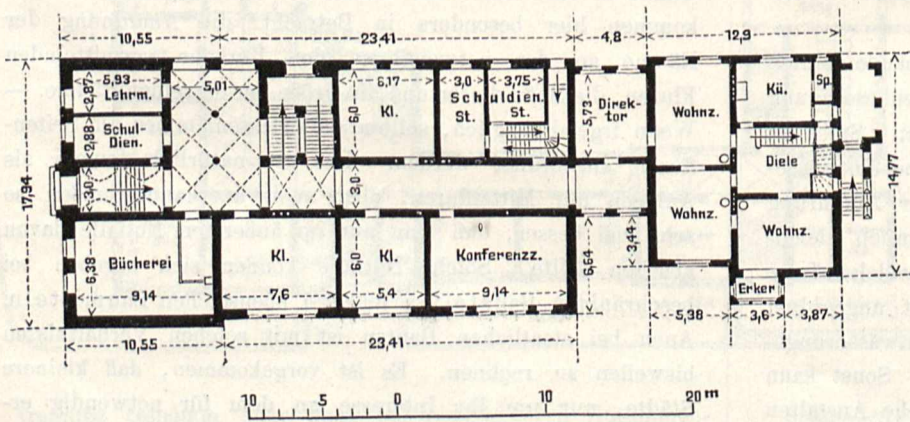 10,55 23,41 4,8 12,9
17,94
2,87 5,93 5,01 6,17 3,0 3,75
Lehrer. Kl. Schuldien. Direk- Wohnz. Kü. Sp.
St. St. tor
Schul-
Dien.
2,88 6,1 5,73
Diele
3,0 3,0
14,77
Wohnz. Wohnz.
6,38 Bücherei Kl. 6,0 Kl. Konferenzz. 4,64 3,41
9,14 7,6 5,4 9,14
Erker
5,38 3,6 3,87
10,55 23,41
10 5 0 10 20 m